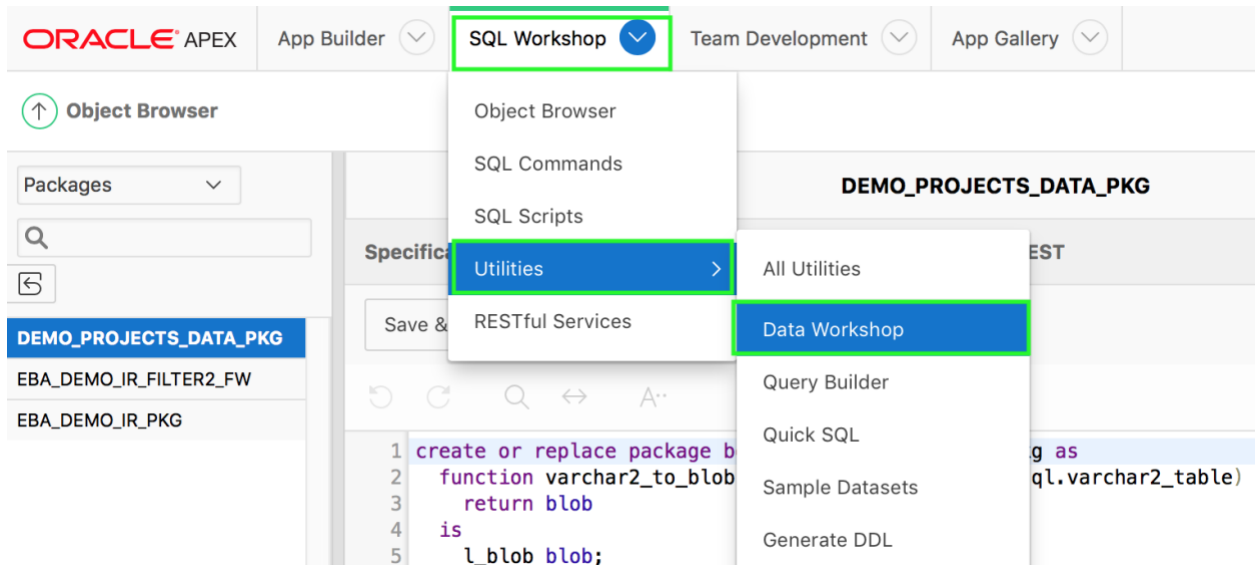 ORACLE® APEX App Builder SQL Workshop Team Development App Gallery
Object Browser
Packages
DEMO_PROJECTS_DATA_PKG
EBA_DEMO_IR_FILTER2_FW
EBA_DEMO_IR_PKG
Object Browser
SQL Commands
SQL Scripts
Utilities
RESTful Services
All Utilities
Data Workshop
Query Builder
Quick SQL
Sample Datasets
Generate DDL
DEMO_PROJECTS_DATA_PKG
Save &
A
1 create or replace package as
2 function varchar2_to_blob varchar2_table)
3 return blob
4 is
5 l_blob blob;